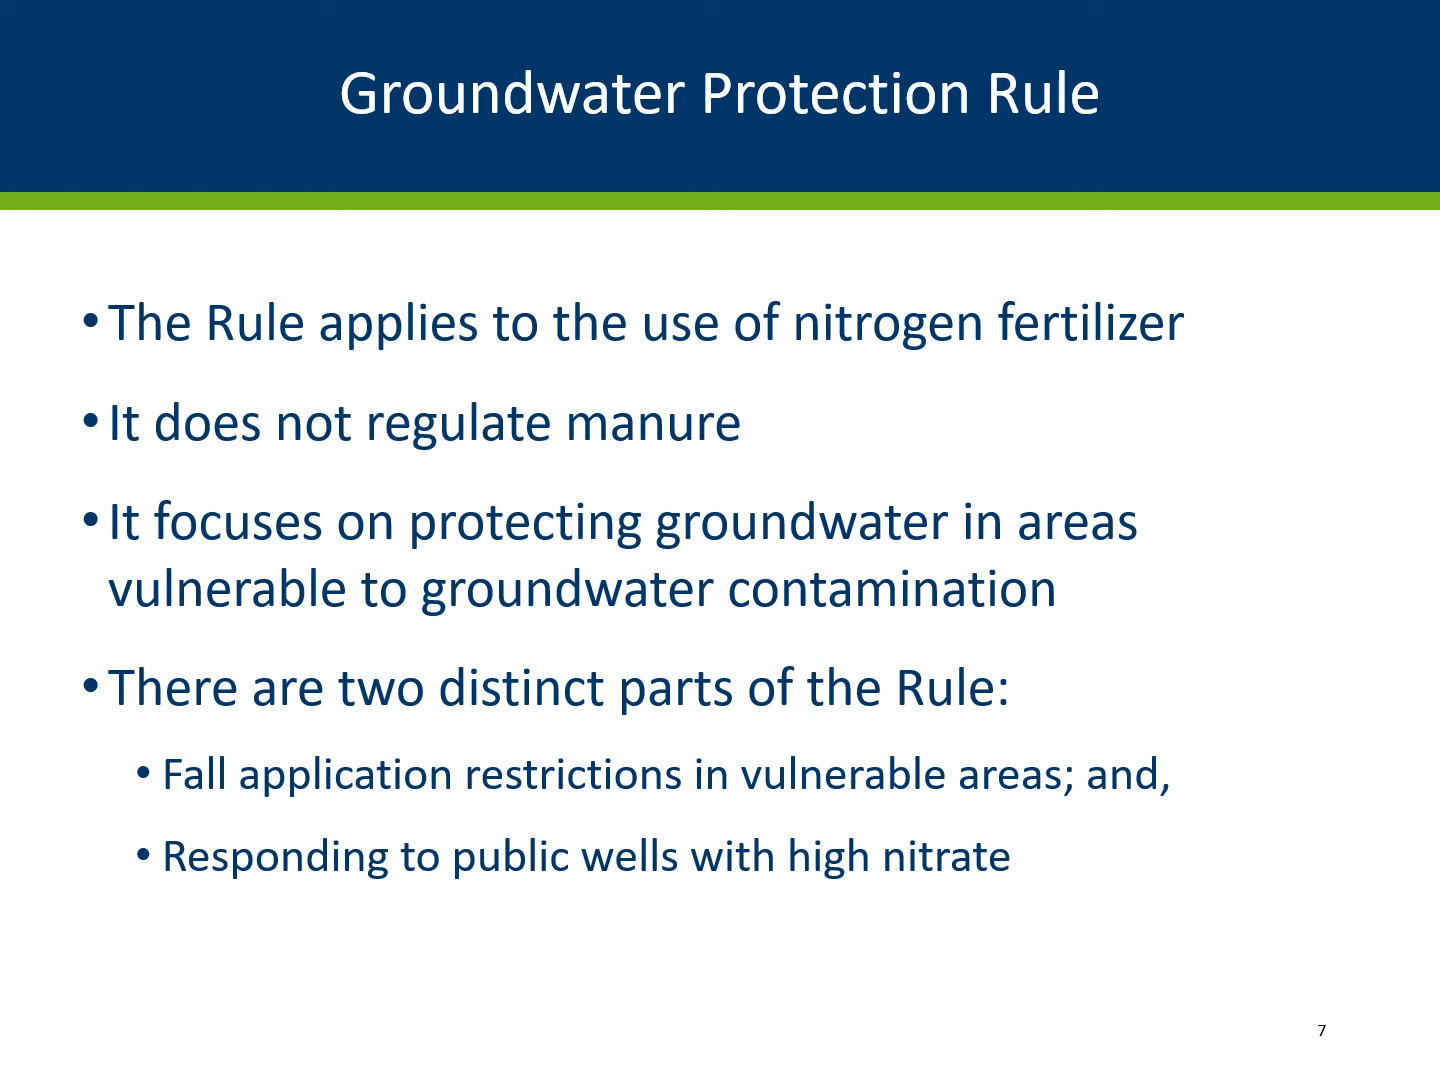 Groundwater Protection Rule
• The Rule applies to the use of nitrogen fertilizer
• It does not regulate manure
• It focuses on protecting groundwater in areas
vulnerable to groundwater contamination
• There are two distinct parts of the Rule:
• Fall application restrictions in vulnerable areas; and,
• Responding to public wells with high nitrate
7